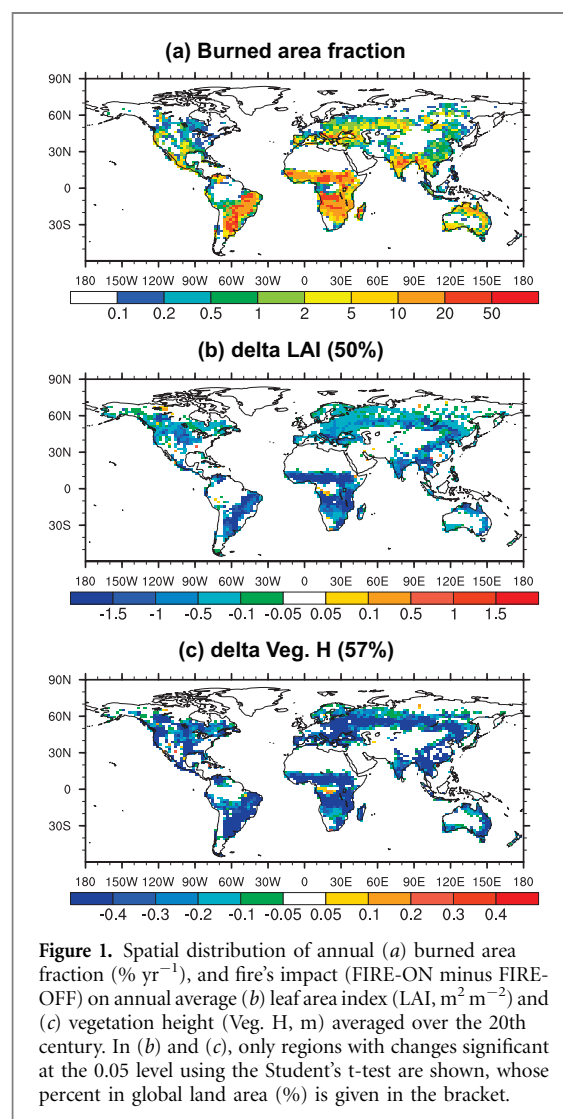 (a) Burned area fraction
90N
60N
30N
0
30S
180 150W 120W 90W 60W 30W 0 30E 60E 90E 120E 150E 180
0.1 0.2 0.5 1 2 5 10 20 50
(b) delta LAI (50%)
90N
60N
30N
0
30S
180 150W 120W 90W 60W 30W 0 30E 60E 90E 120E 150E 180
-1.5 -1 -0.5 -0.1 -0.05 0.05 0.1 0.5 1 1.5
(c) delta Veg. H (57%)
90N
60N
30N
0
30S
180 150W 120W 90W 60W 30W 0 30E 60E 90E 120E 150E 180
-0.4 -0.3 -0.2 -0.1 -0.05 0.05 0.1 0.2 0.3 0.4
Figure 1. Spatial distribution of annual (a) burned area
fraction (% yr⁻¹), and fire's impact (FIRE-ON minus FIRE-
OFF) on annual average (b) leaf area index (LAI, m² m⁻²) and
(c) vegetation height (Veg. H, m) averaged over the 20th
century. In (b) and (c), only regions with changes significant
at the 0.05 level using the Student's t-test are shown, whose
percent in global land area (%) is given in the bracket.